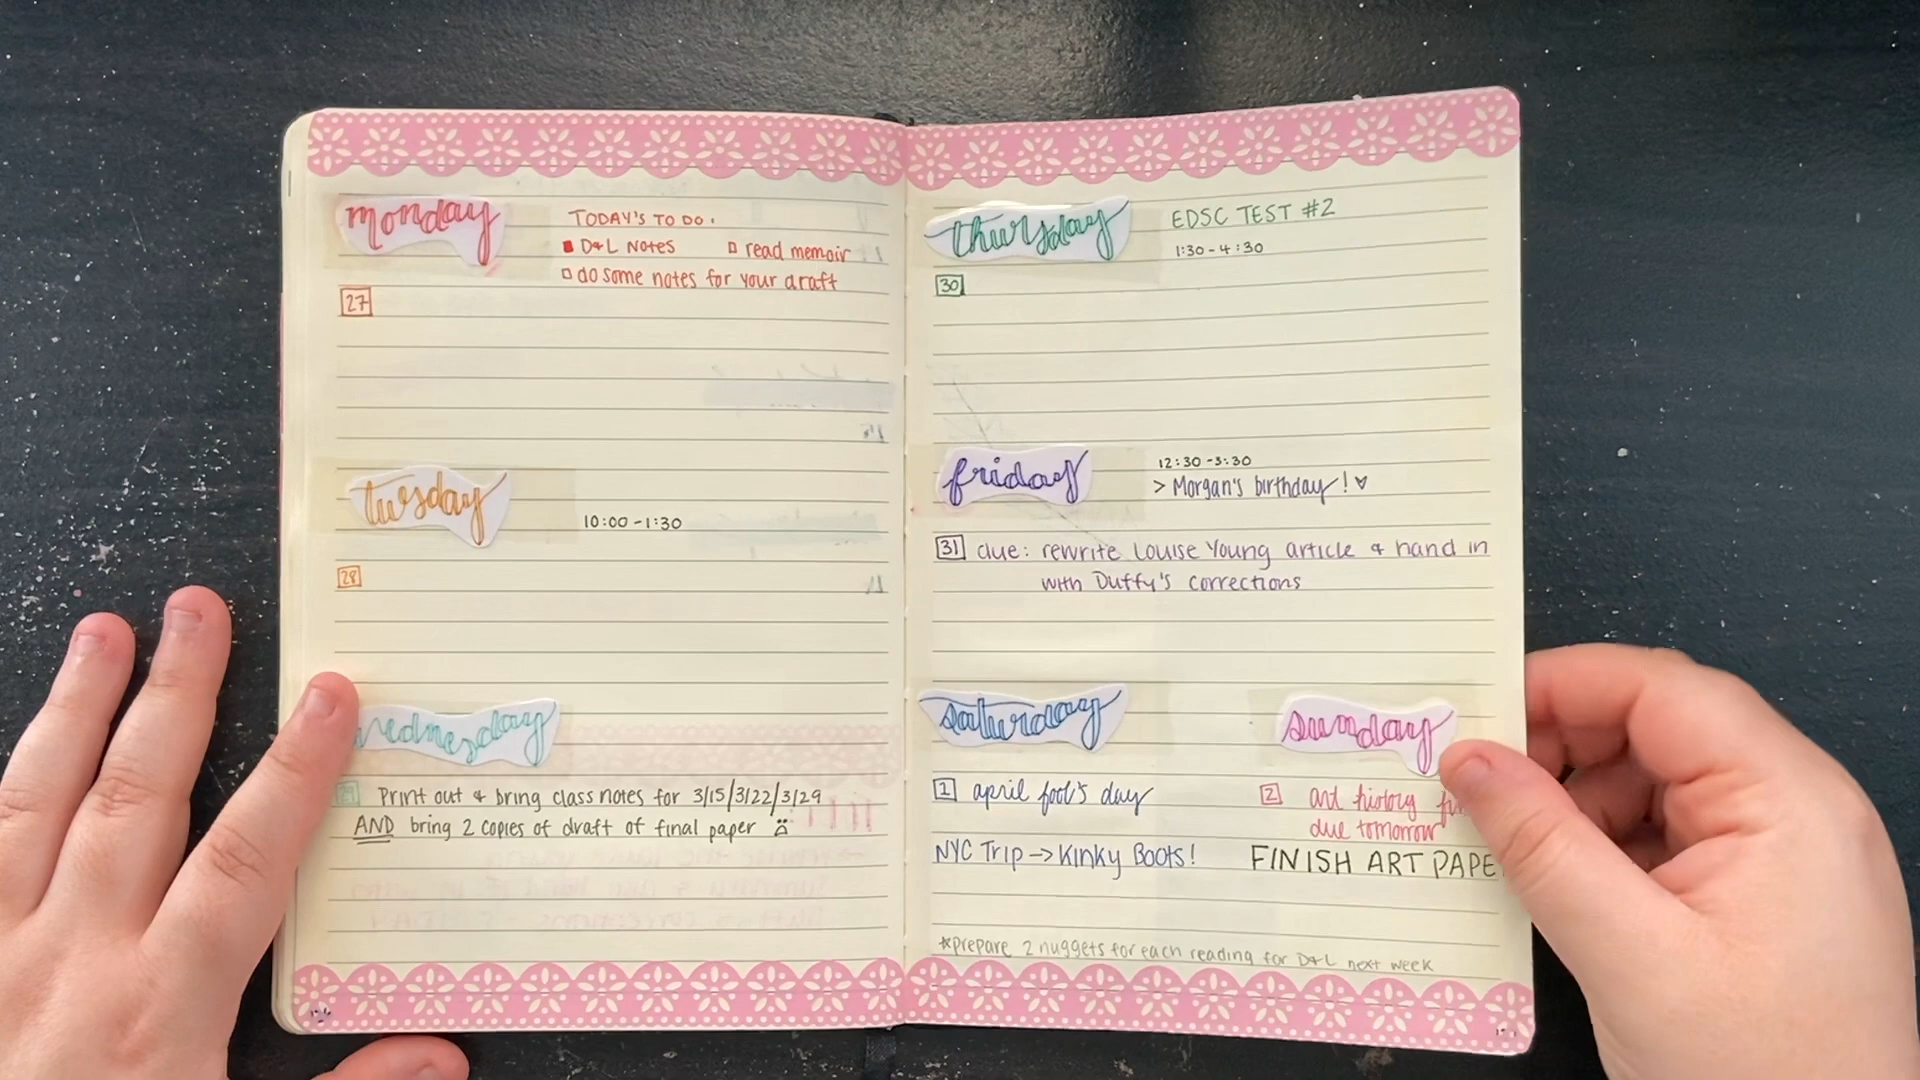 monday
TODAY'S TO DO:
D+L NOTES
read memoir
do some notes for your draft
27
tuesday
10:00 - 1:30
28
wednesday
29 Print out & bring class notes for 3/15/3/22/3/29
AND bring 2 copies of draft of final paper
thursday
EDSC TEST #2
1:30 - 4:30
30
friday
12:30 - 3:30
> Morgan's birthday! ♡
31 due: rewrite Louise Young article & hand in
with Duffy's corrections
saturday
1 april fool's day
NYC Trip -> Kinky Boots!
sunday
2 art history
due tomorrow
FINISH ART PAPE
*prepare 2 nuggets for each reading for D+L next week